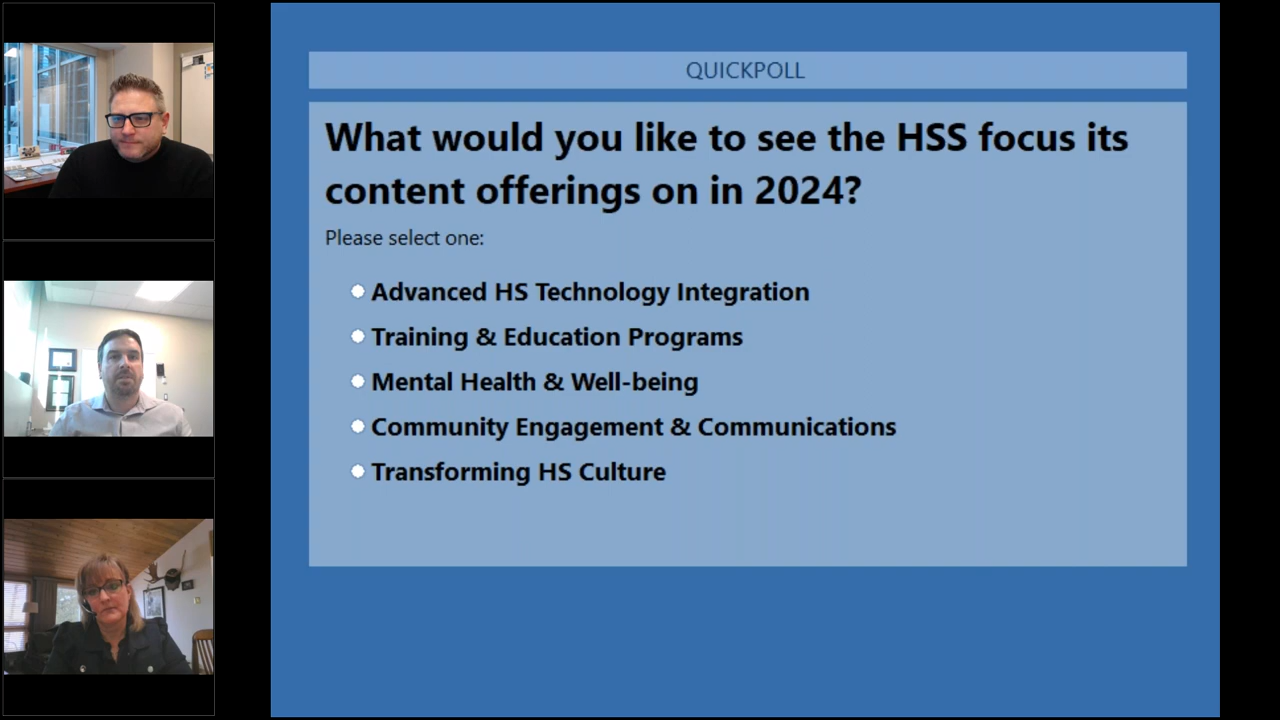 QUICKPOLL
What would you like to see the HSS focus its
content offerings on in 2024?
Please select one:
Advanced HS Technology Integration
Training & Education Programs
Mental Health & Well-being
Community Engagement & Communications
Transforming HS Culture